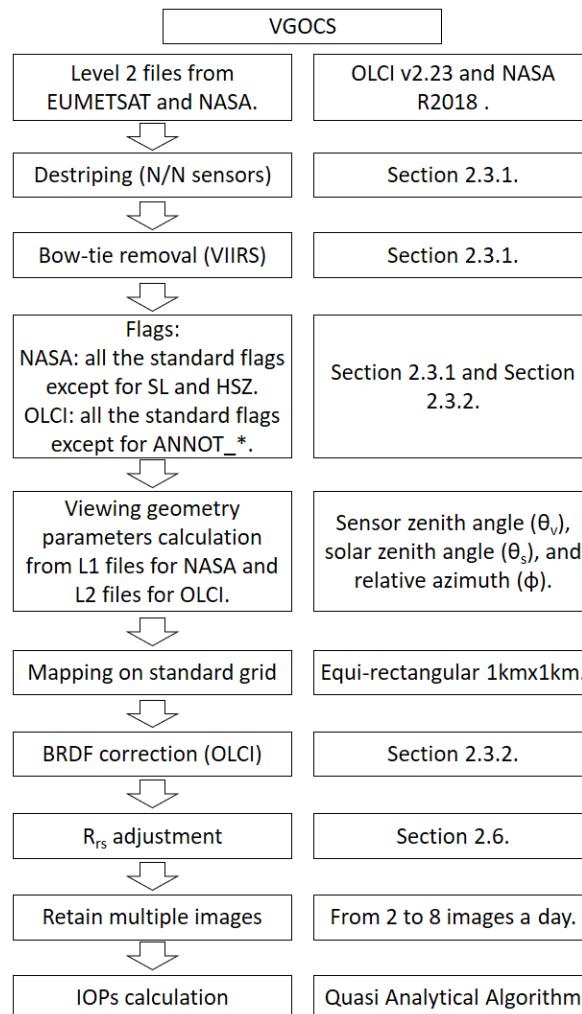 VGOCS
Level 2 files from
EUMETSAT and NASA.
OLCI v2.23 and NASA
R2018 .
Destriping (N/N sensors)
Section 2.3.1.
Bow-tie removal (VIIRS)
Section 2.3.1.
Flags:
NASA: all the standard flags
except for SL and HSZ.
OLCI: all the standard flags
except for ANNOT_*.
Section 2.3.1 and Section
2.3.2.
Viewing geometry
parameters calculation
from L1 files for NASA and
L2 files for OLCI.
Sensor zenith angle (θv),
solar zenith angle (θs), and
relative azimuth (ϕ).
Mapping on standard grid
Equi-rectangular 1kmx1km.
BRDF correction (OLCI)
Section 2.3.2.
Rrs adjustment
Section 2.6.
Retain multiple images
From 2 to 8 images a day.
IOPs calculation
Quasi Analytical Algorithm